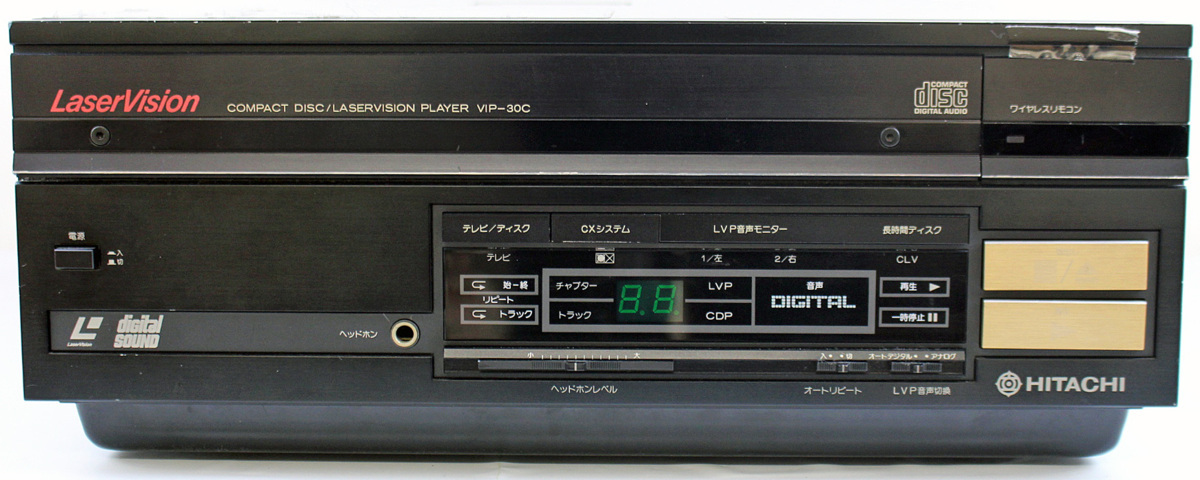 LaserVision COMPACT DISC/LASERVISION PLAYER VIP-30C
COMPACT
disc
DIGITAL AUDIO
ワイヤレスリモコン
電源
入
切
テレビ/ディスク
CXシステム
LVP音声モニター
長時間ディスク
テレビ
1/左
2/右
CLV
始-終
リピート
トラック
チャプター
トラック
8.8.
LVP
CDP
音声
DIGITAL
再生
一時停止
LaserVision
digital
SOUND
ヘッドホン
小
大
ヘッドホンレベル
入 切
オートリピート
オートデジタル アナログ
LVP音声切換
HITACHI